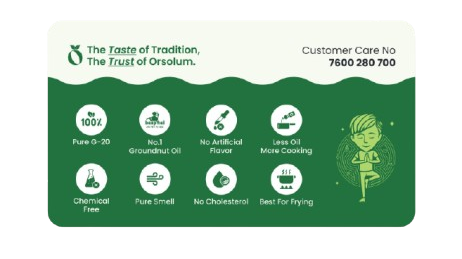 The Taste of Tradition,
The Trust of Orsolum.
Customer Care No
7600 280 700
100%
Pure G-20
No.1
Groundnut Oil
No Artificial
Flavor
Less Oil
More Cooking
Chemical
Free
Pure Smell
No Cholesterol
Best For Frying